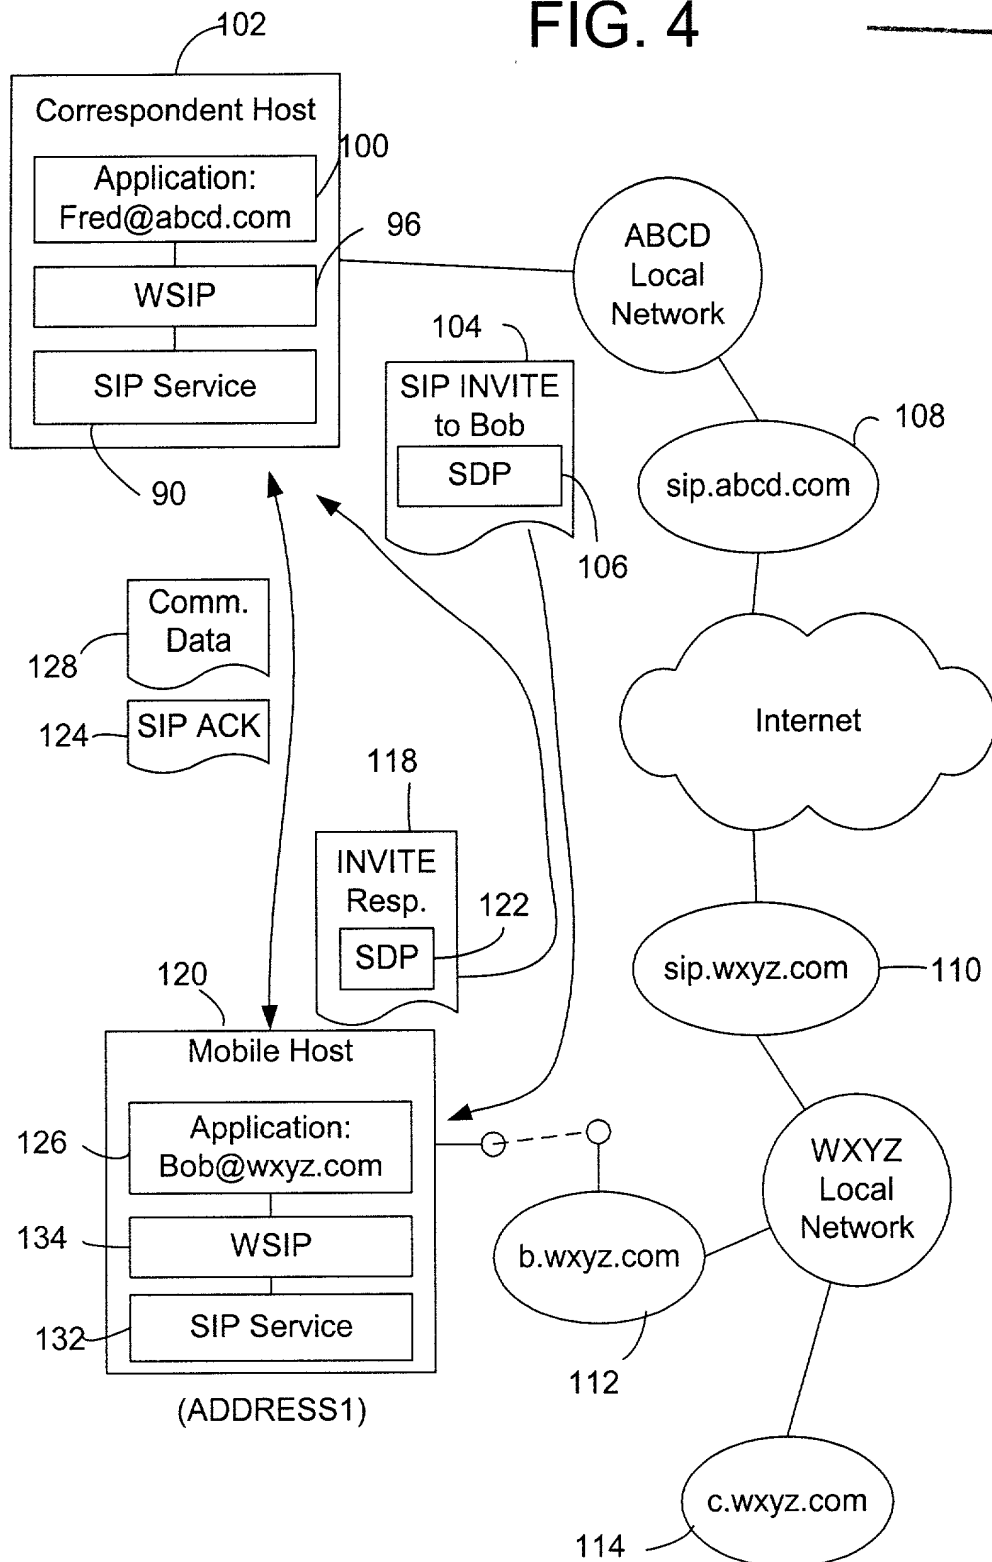 FIG. 4
102
Correspondent Host
100
Application:
Fred@abcd.com
96
WSIP
SIP Service
90
ABCD
Local
Network
104
SIP INVITE
to Bob
SDP
106
108
sip.abcd.com
Comm.
Data
128
SIP ACK
124
Internet
118
INVITE
Resp.
122
SDP
sip.wxyz.com
110
120
Mobile Host
126
Application:
Bob@wxyz.com
134
WSIP
132
SIP Service
(ADDRESS1)
WXYZ
Local
Network
b.wxyz.com
112
c.wxyz.com
114